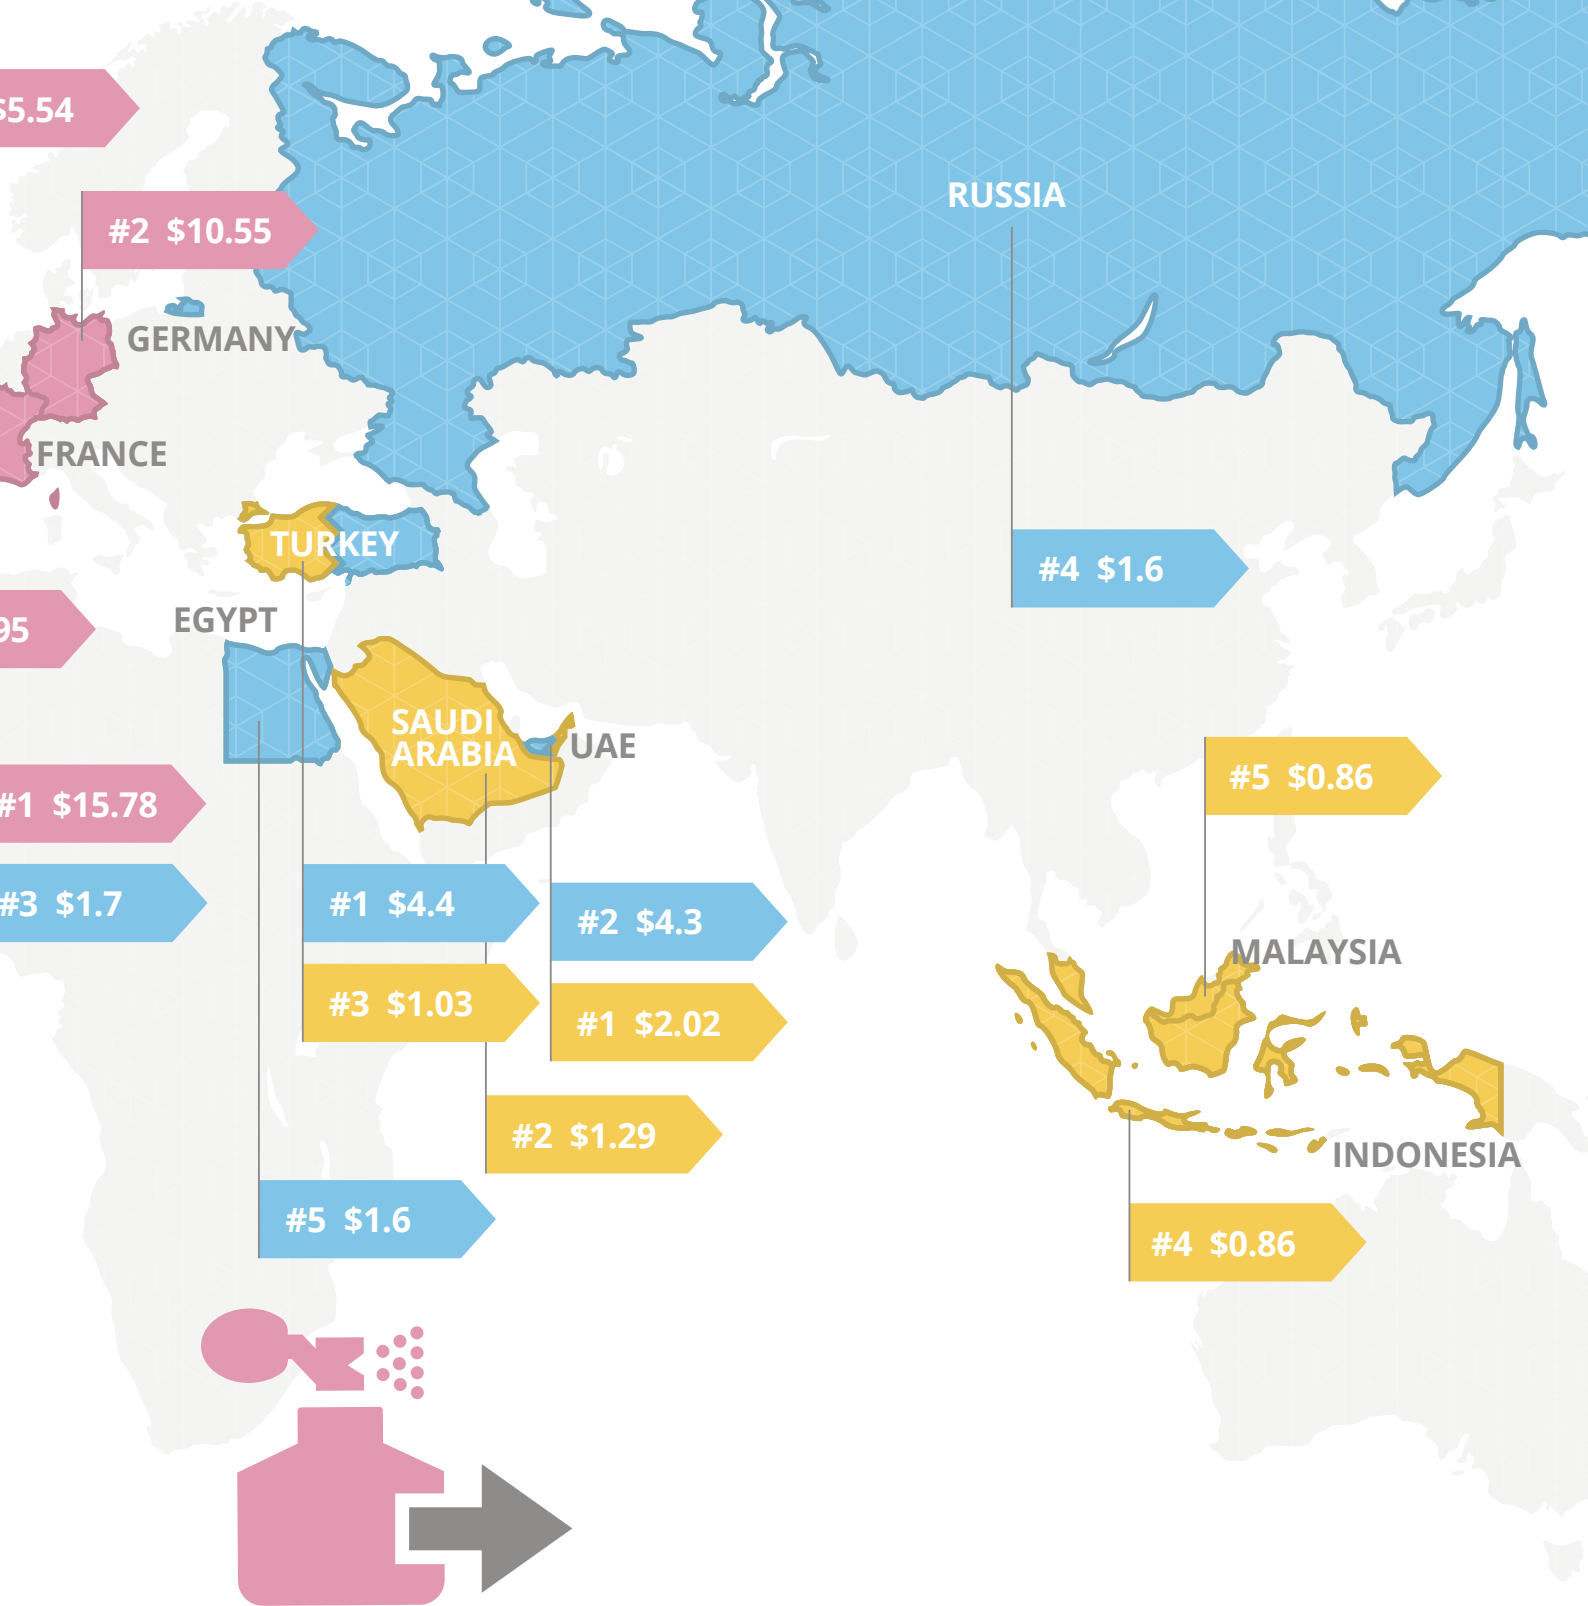 $5.54
RUSSIA
#2 $10.55
GERMANY
FRANCE
TURKEY
#4 $1.6
EGYPT
95
SAUDI
ARABIA
UAE
#5 $0.86
#1 $15.78
#3 $1.7
#1 $4.4
#2 $4.3
MALAYSIA
#3 $1.03
#1 $2.02
#2 $1.29
INDONESIA
#5 $1.6
#4 $0.86